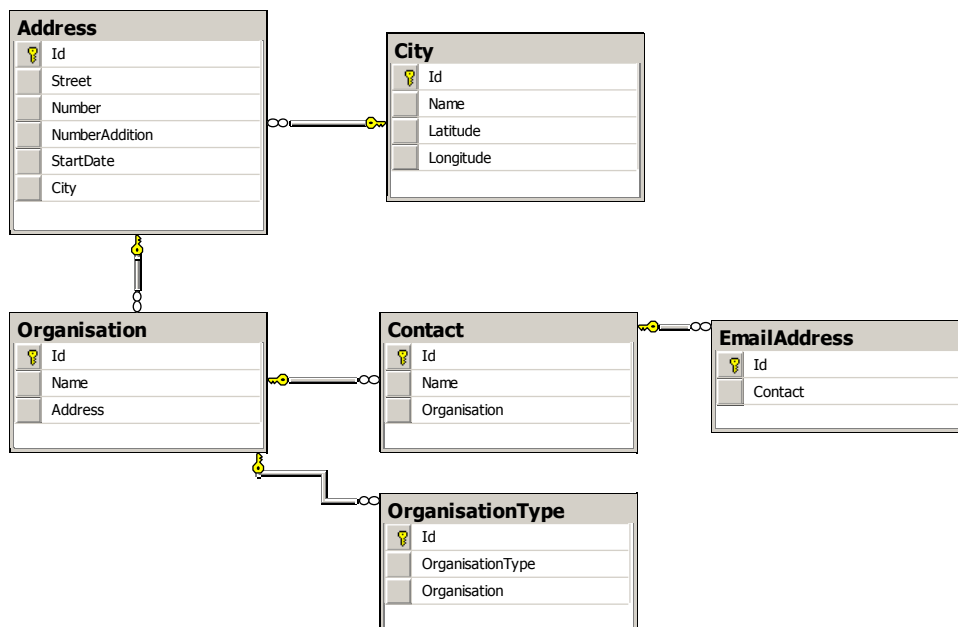 Address
Id
Street
Number
NumberAddition
StartDate
City
City
Id
Name
Latitude
Longitude
Organisation
Id
Name
Address
Contact
Id
Name
Organisation
EmailAddress
Id
Contact
OrganisationType
Id
OrganisationType
Organisation